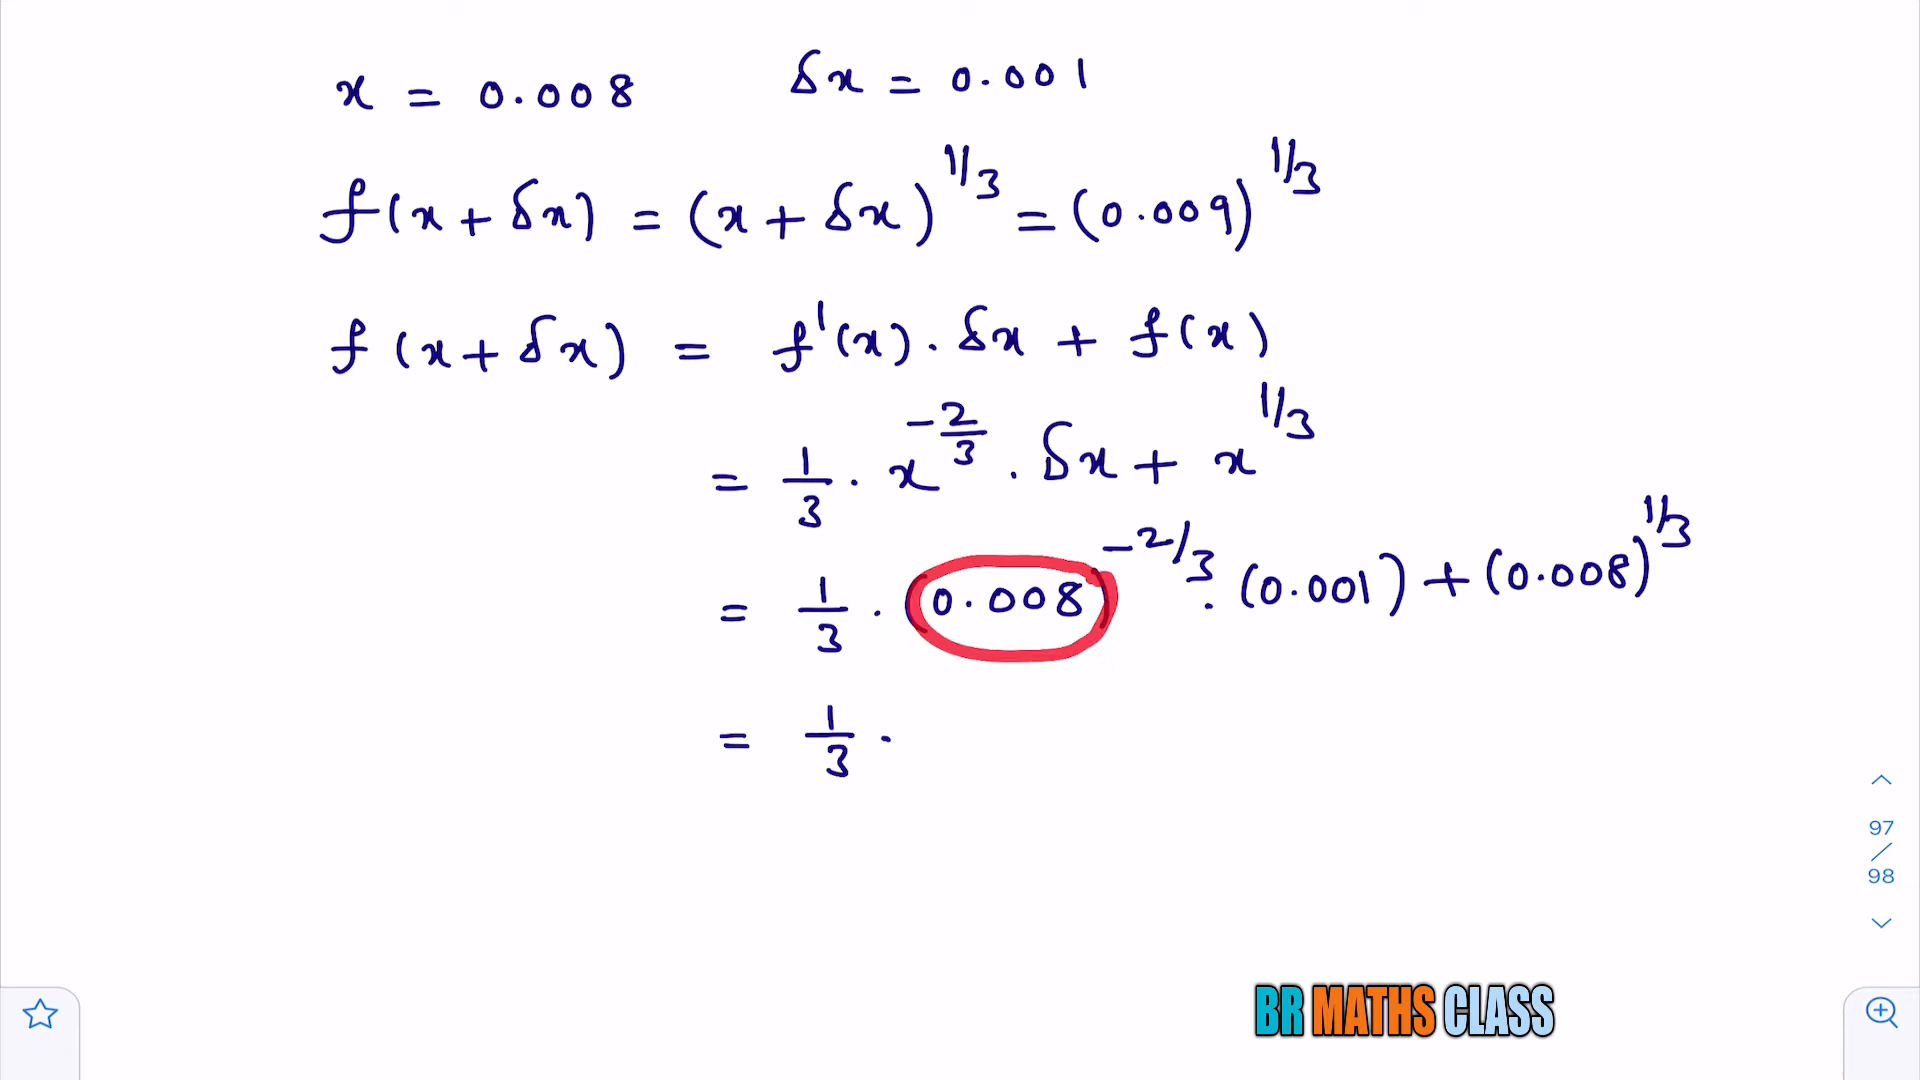 x = 0.008 δx = 0.001
f(x + δx) = (x + δx)^1/3 = (0.009)^1/3
f(x + δx) = f'(x) . δx + f(x)
= 1/3 . x^-2/3 . δx + x^1/3
= 1/3 . (0.008)^-2/3 . (0.001) + (0.008)^1/3
= 1/3 .
97
/
98
BR MATHS CLASS